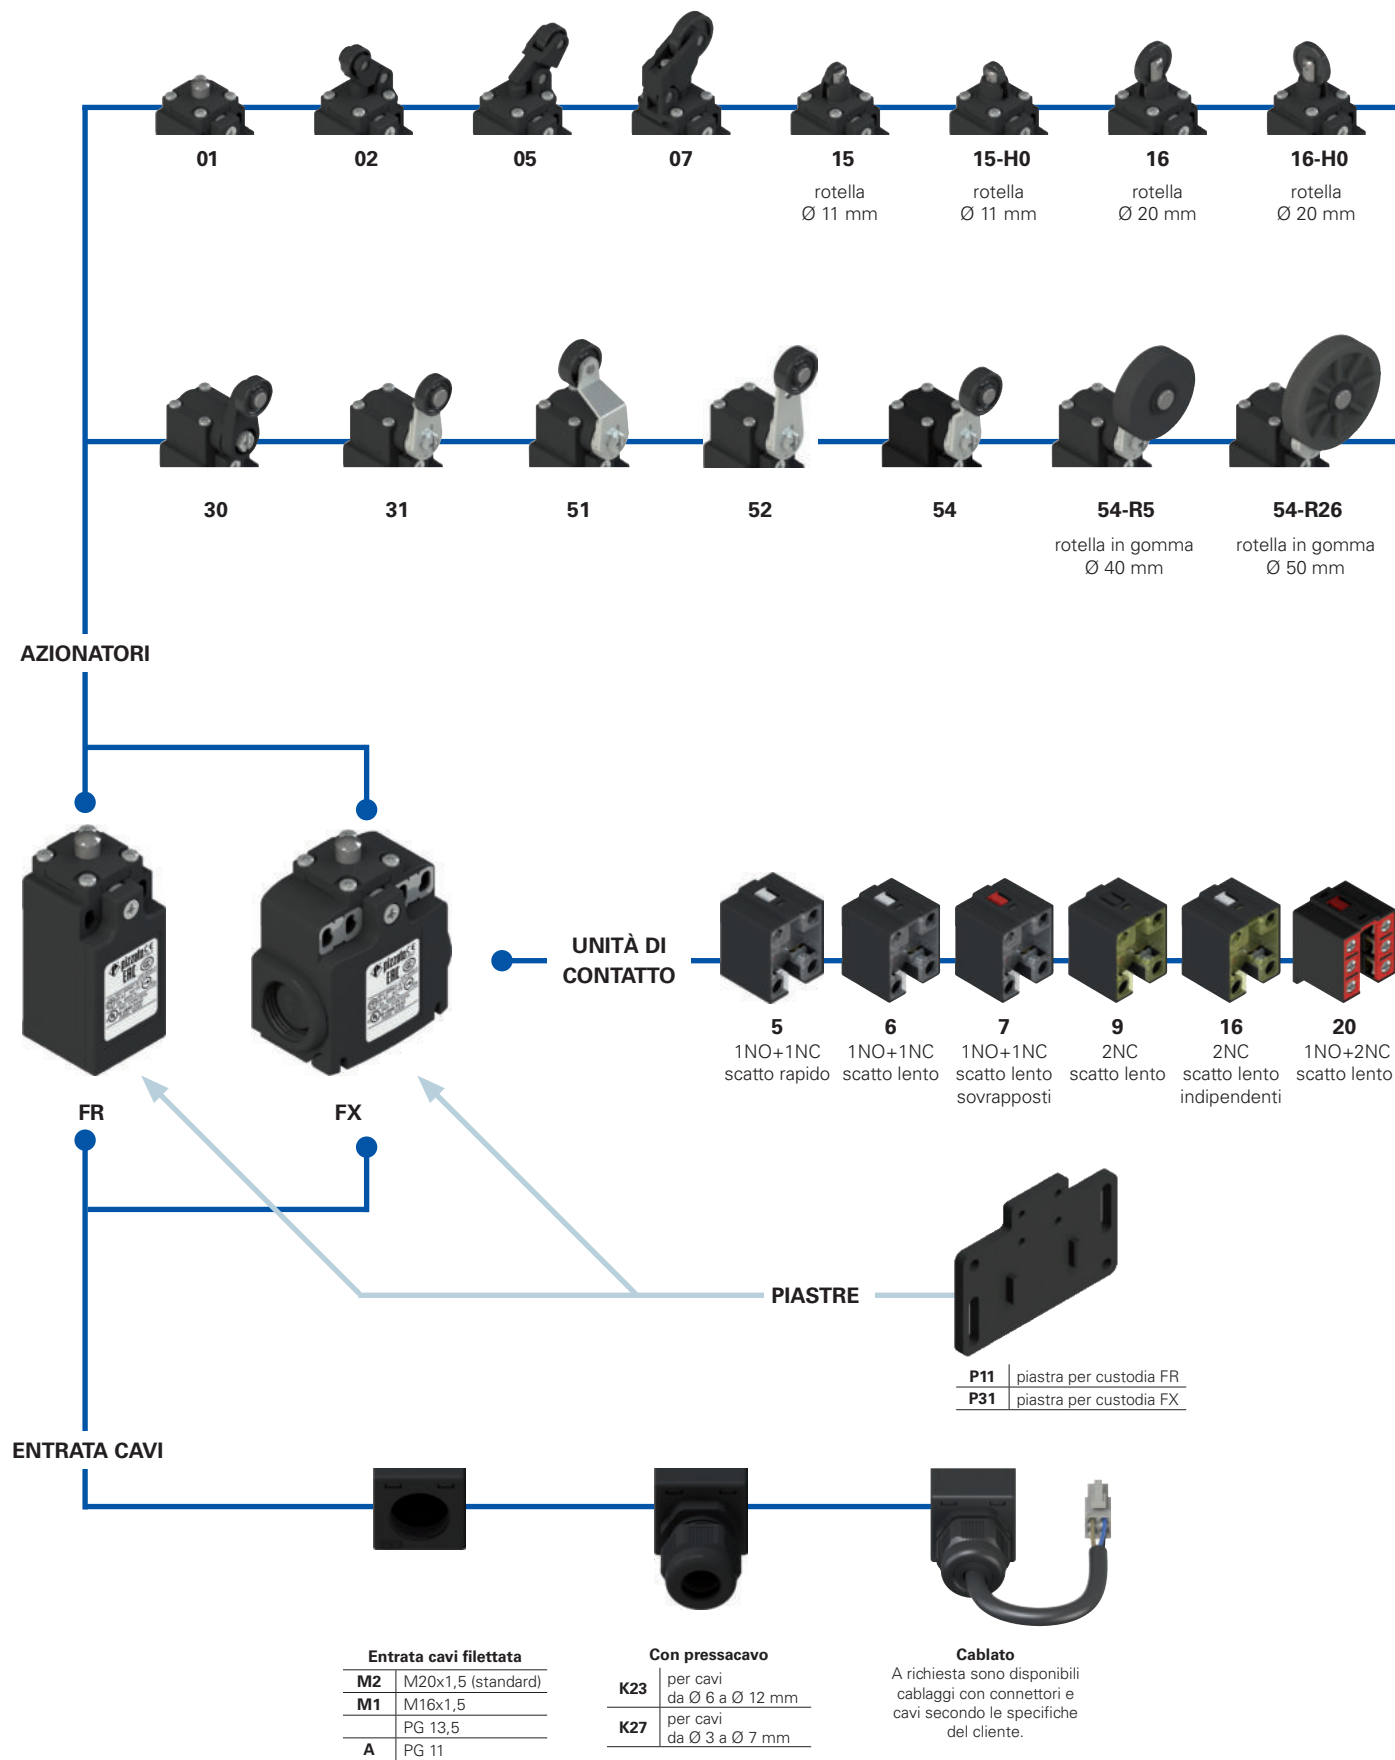 01 02 05 07 15 15-H0 16 16-H0
rotella rotella rotella rotella
Ø 11 mm Ø 11 mm Ø 20 mm Ø 20 mm
30 31 51 52 54 54-R5 54-R26
rotella in gomma rotella in gomma
Ø 40 mm Ø 50 mm
AZIONATORI
pizzato CE
EAC
pizzato CE
EAC
UNITÀ DI
CONTATTO
5 6 7 9 16 20
1NO+1NC 1NO+1NC 1NO+1NC 2NC 2NC 1NO+2NC
scatto rapido scatto lento scatto lento scatto lento scatto lento scatto lento
sovrapposti indipendenti
FR FX
PIASTRE
P11 piastra per custodia FR
P31 piastra per custodia FX
ENTRATA CAVI
Entrata cavi filettata
M2 M20x1,5 (standard)
M1 M16x1,5
PG 13,5
A PG 11
Con pressacavo
K23 per cavi
da Ø 6 a Ø 12 mm
K27 per cavi
da Ø 3 a Ø 7 mm
Cablato
A richiesta sono disponibili
cablaggi con connettori e
cavi secondo le specifiche
del cliente.